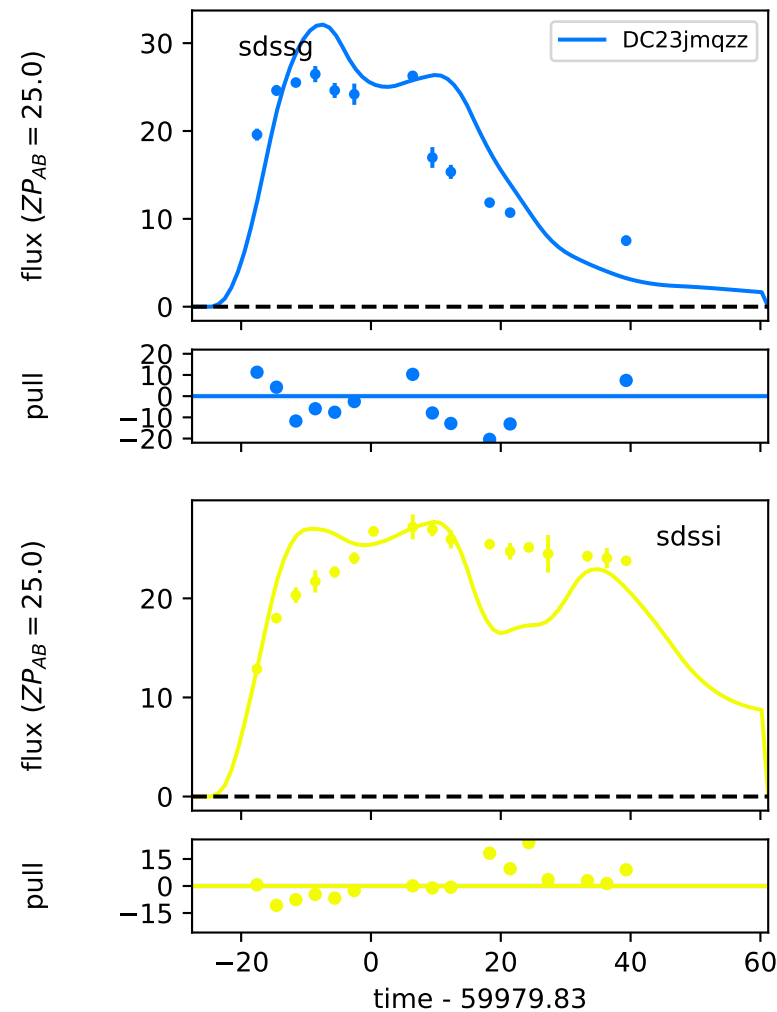 sdssg
DC23jmqzz
flux (ZP_AB = 25.0)
30
20
10
0
pull
20
10
0
−10
−20
sdssi
flux (ZP_AB = 25.0)
20
10
0
pull
15
0
−15
−20 0 20 40 60
time - 59979.83